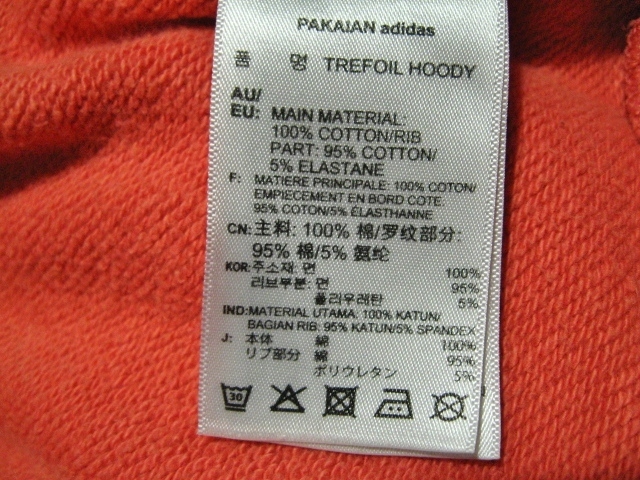 PAKAIAN adidas
품 명 TREFOIL HOODY
AU/
EU: MAIN MATERIAL:
100% COTTON/RIB
PART: 95% COTTON/
5% ELASTANE
F: MATIERE PRINCIPALE: 100% COTON/
EMPIECEMENT EN BORD COTE
95% COTON/5% ELASTHANNE
CN: 主料: 100% 棉/罗纹部分:
95% 棉/5% 氨纶
KOR: 주소재: 면 100%
리브부분: 면 95%
폴리우레탄 5%
IND: MATERIAL UTAMA: 100% KATUN/
BAGIAN RIB: 95% KATUN/5% SPANDEX
J: 本体 綿 100%
リブ部分 綿 95%
ポリウレタン 5%
30